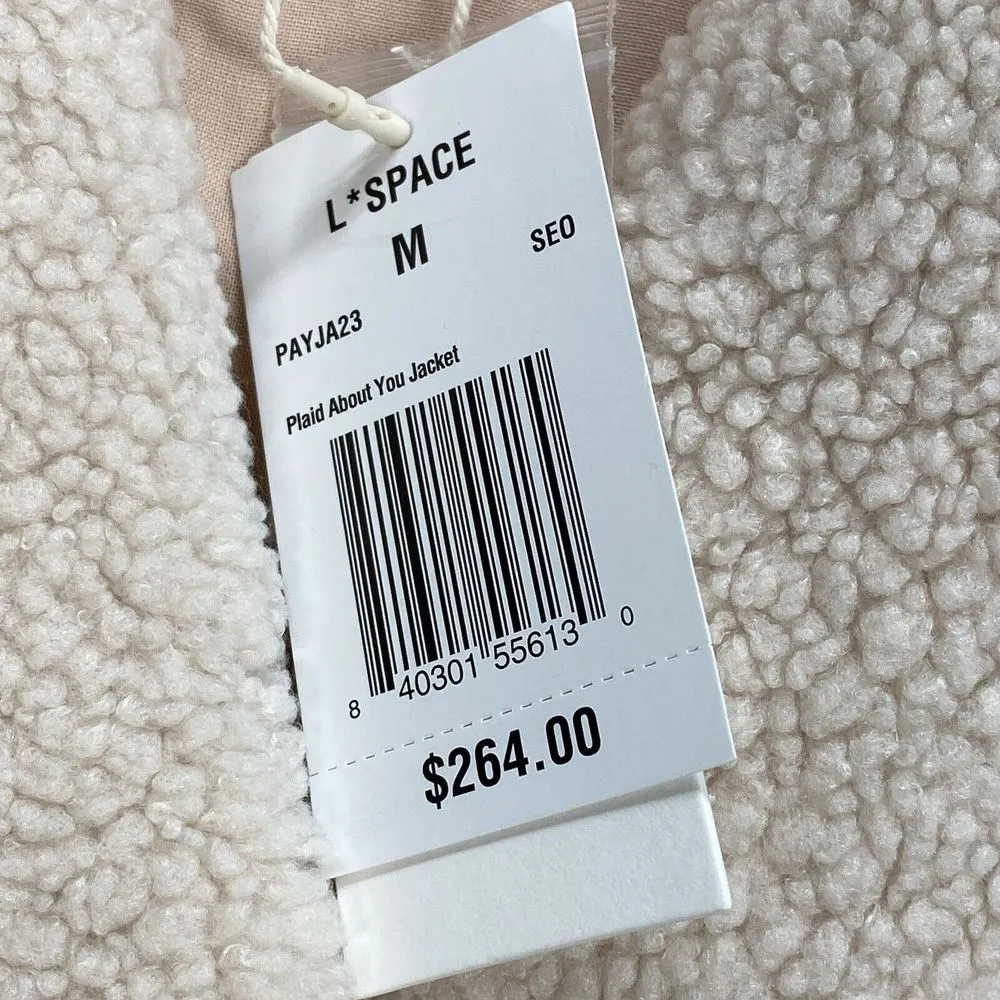 L*SPACE
M
SEO
PAYJA23
Plaid About You Jacket
8 40301 55613 0
$264.00